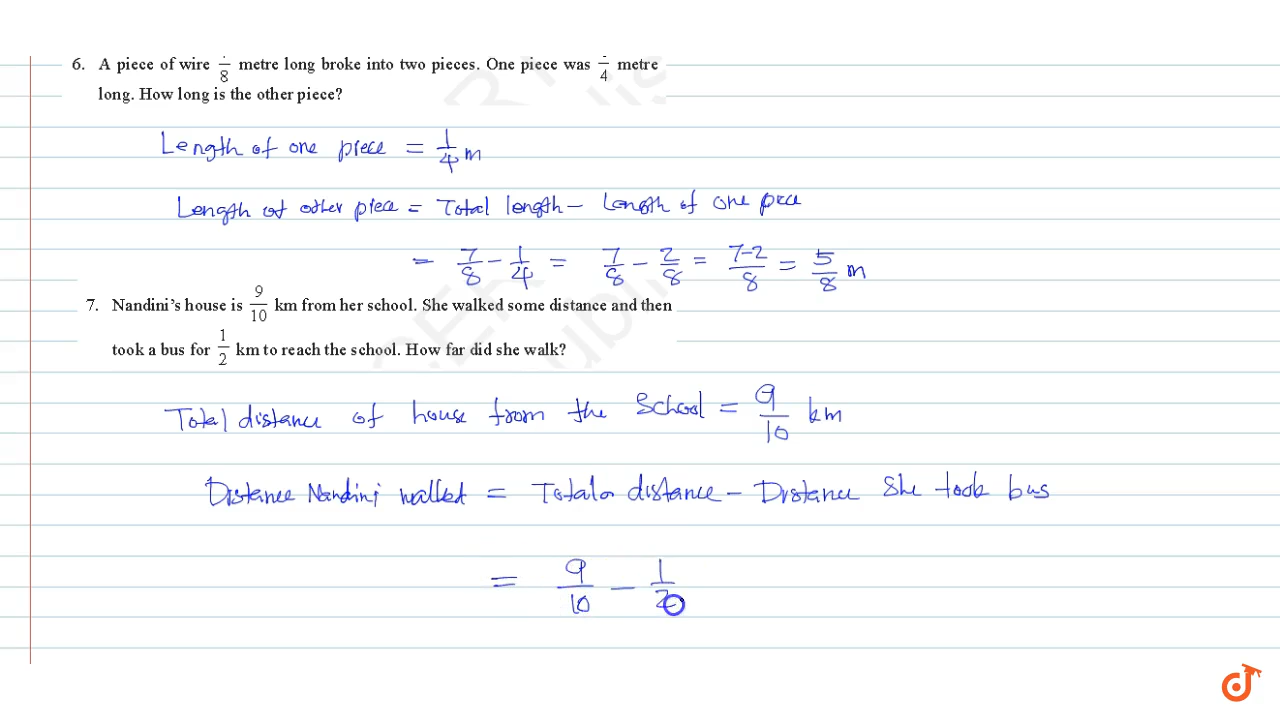 6. A piece of wire /8 metre long broke into two pieces. One piece was /4 metre
long. How long is the other piece?
Length of one piece = 1/4 m
Length of other piece = Total length - Length of one piece
= 7/8 - 1/4 = 7/8 - 2/8 = 7-2/8 = 5/8 m
7. Nandini's house is 9/10 km from her school. She walked some distance and then
took a bus for 1/2 km to reach the school. How far did she walk?
Total distance of house from the School = 9/10 km
Distance Nandini walked = Total distance - Distance She took bus
= 9/10 - 1/2